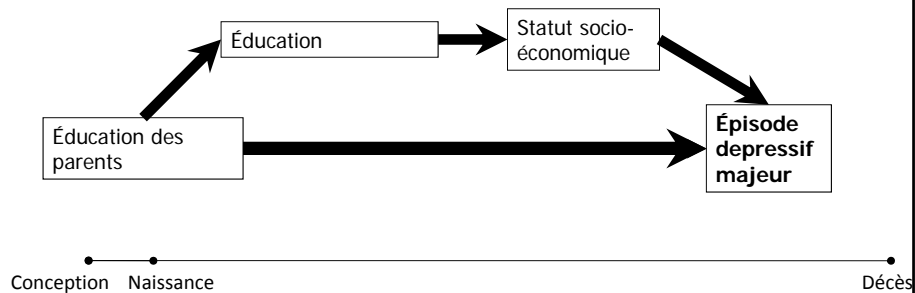 Éducation
Statut socio-
économique
Éducation des
parents
Épisode
depressif
majeur
Conception Naissance Décès